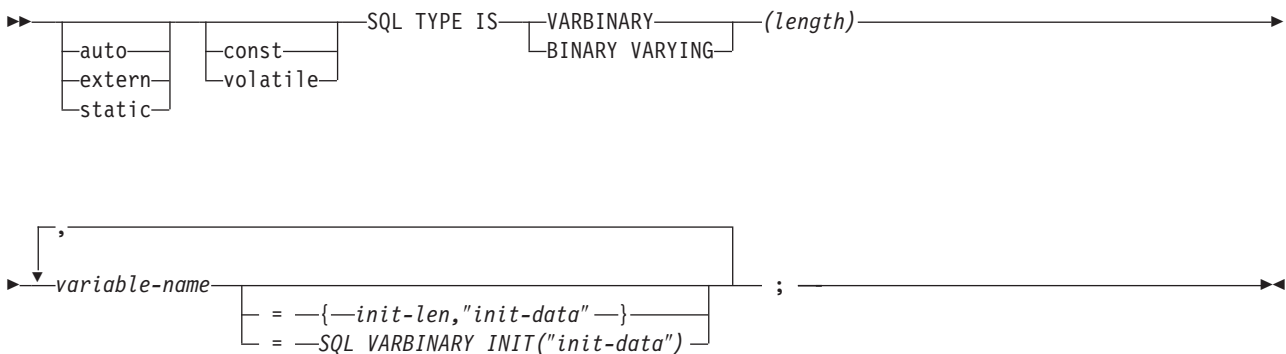 SQL TYPE IS VARBINARY (length)
auto const BINARY VARYING
extern volatile
static
,
variable-name ;
= { init-len,"init-data" }
= SQL VARBINARY INIT("init-data")